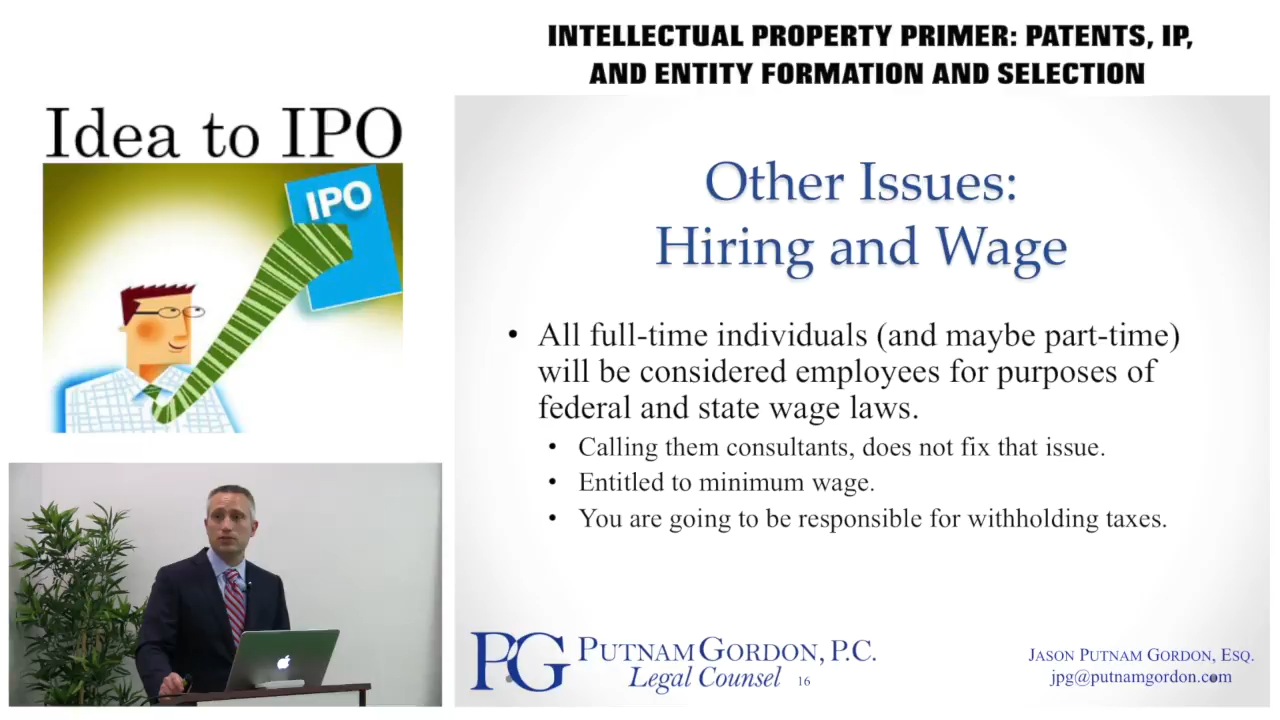 INTELLECTUAL PROPERTY PRIMER: PATENTS, IP,
AND ENTITY FORMATION AND SELECTION
Idea to IPO
IPO
Other Issues:
Hiring and Wage
• All full-time individuals (and maybe part-time)
will be considered employees for purposes of
federal and state wage laws.
• Calling them consultants, does not fix that issue.
• Entitled to minimum wage.
• You are going to be responsible for withholding taxes.
PG PUTNAM GORDON, P.C.
Legal Counsel
16
JASON PUTNAM GORDON, ESQ.
jpg@putnamgordon.com